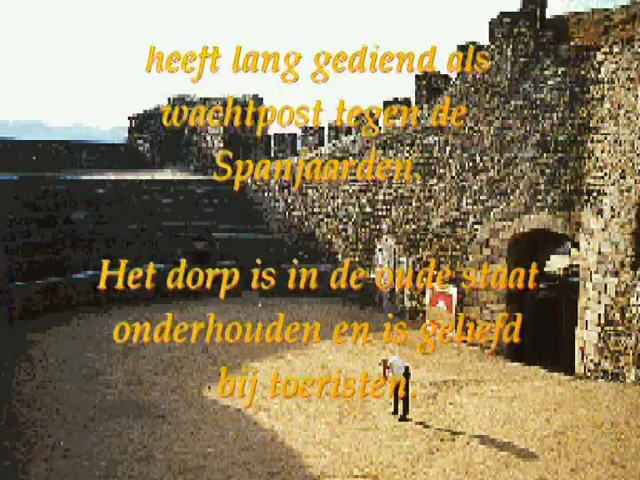 heeft lang gediend als
wachtpost tegen de
Spanjaarden.
Het dorp is in de oude staat
onderhouden en is geliefd
bij toeristen.